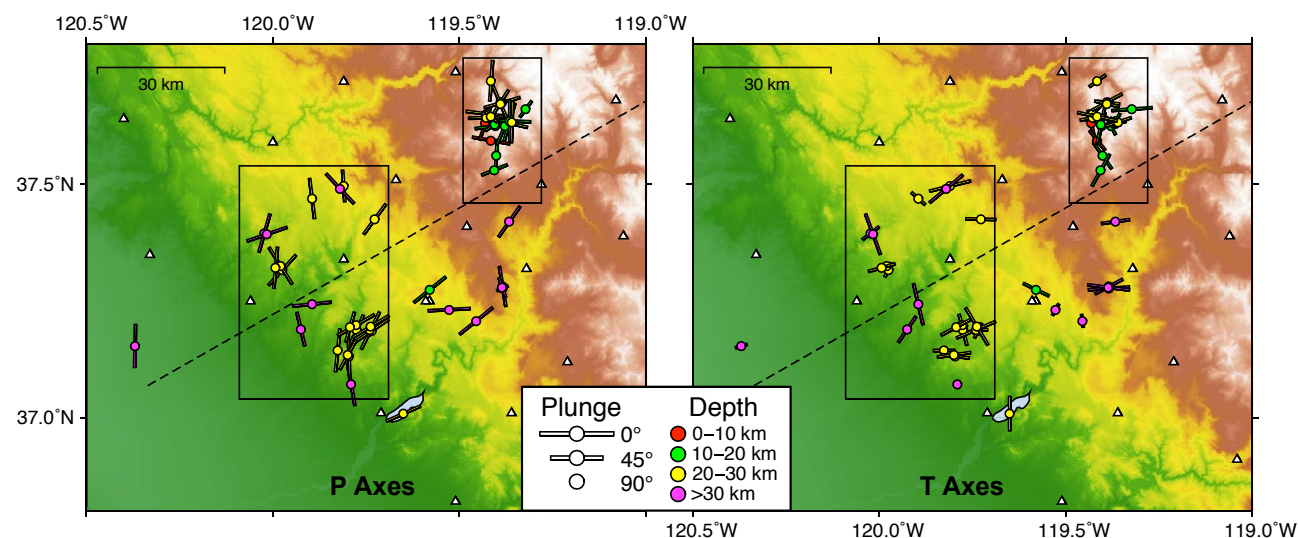 120.5˚W 120.0˚W 119.5˚W 119.0˚W
30 km 30 km
37.5˚N
37.0˚N
Plunge Depth
0° 0–10 km
45° 10–20 km
90° 20–30 km
>30 km
P Axes T Axes
120.5˚W 120.0˚W 119.5˚W 119.0˚W